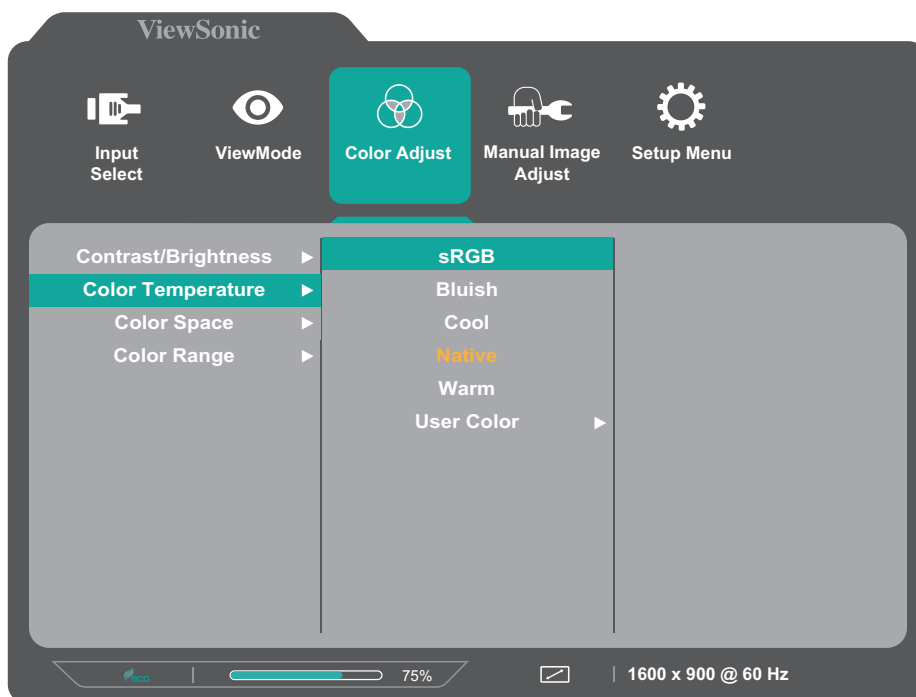 ViewSonic
Input
Select
ViewMode
Color Adjust
Manual Image
Adjust
Setup Menu
Contrast/Brightness
Color Temperature
Color Space
Color Range
sRGB
Bluish
Cool
Native
Warm
User Color
eco
75%
1600 x 900 @ 60 Hz